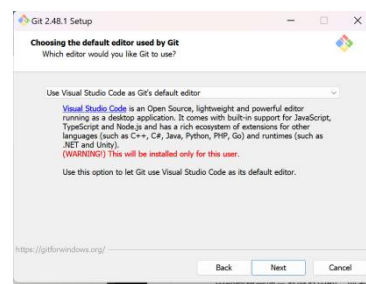 Git 2.48.1 Setup
Choosing the default editor used by Git
Which editor would you like Git to use?
Use Visual Studio Code as Git's default editor
Visual Studio Code is an Open Source, lightweight and powerful editor
running as a desktop application. It comes with built-in support for JavaScript,
TypeScript and Node.js and has a rich ecosystem of extensions for other
languages (such as C++, C#, Java, Python, PHP, Go) and runtimes (such as
.NET and Unity).
(WARNING!) This will be installed only for this user.
Use this option to let Git use Visual Studio Code as its default editor.
https://gitforwindows.org/
Back Next Cancel